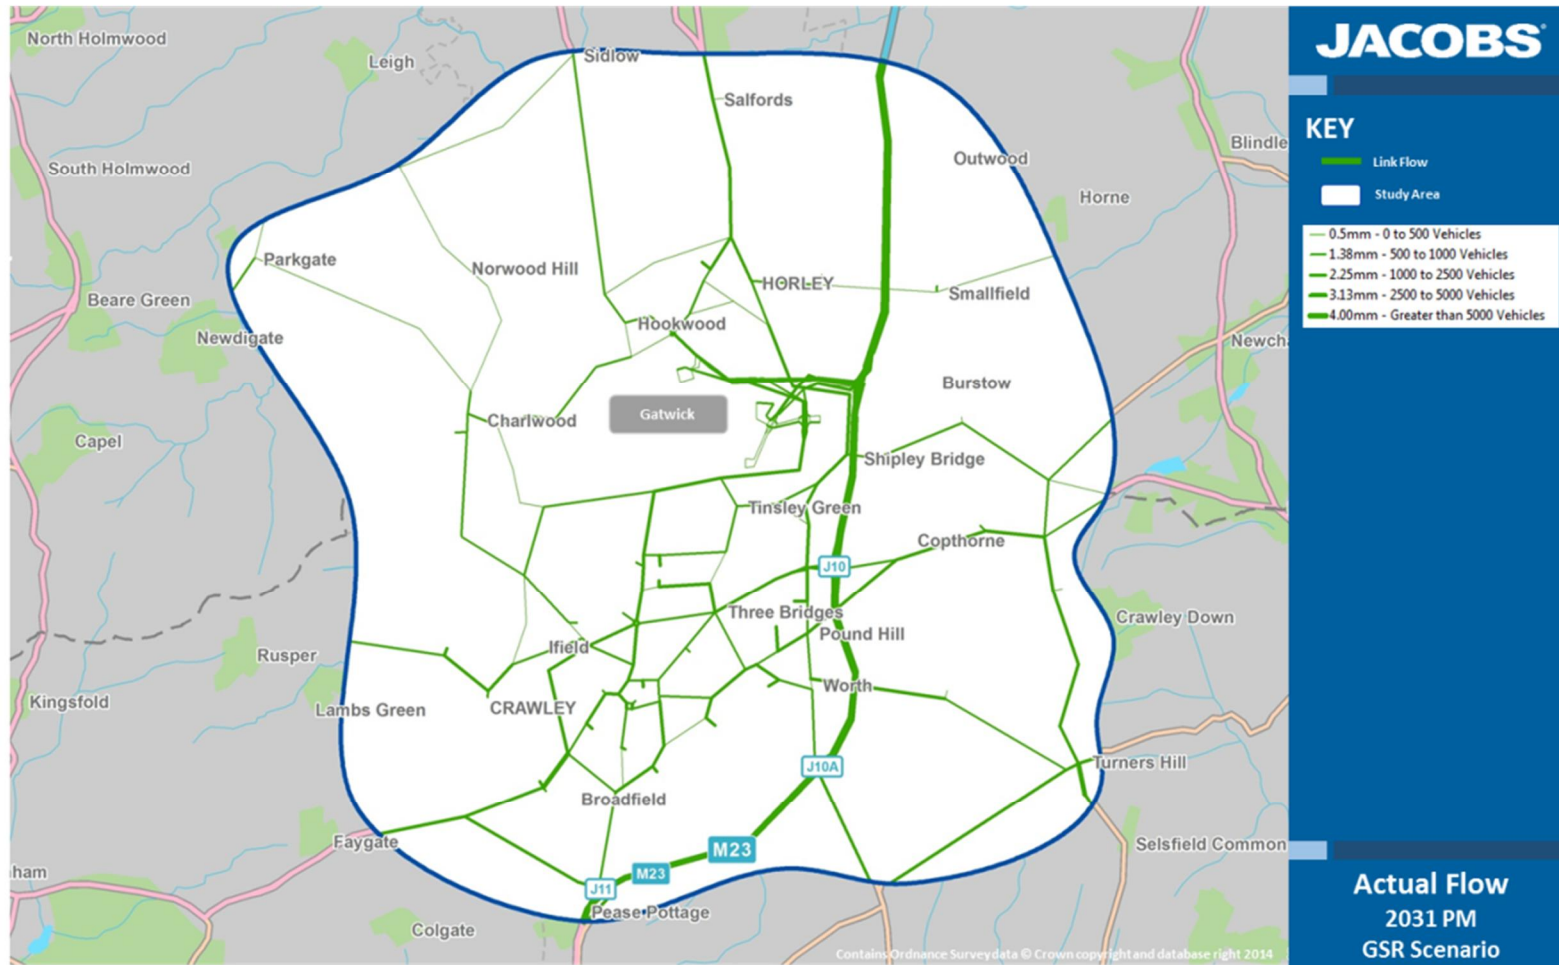 North Holmwood
Leigh
Sidlow
Salfords
South Holmwood
Outwood
Blindle
Horne
Parkgate
Norwood Hill
HORLEY
Beare Green
Smallfield
Hookwood
Newdigate
Newch
Burstow
Gatwick
Charlwood
Capel
Shipley Bridge
Tinsley Green
Copthorne
J10
Three Bridges
Crawley Down
Pound Hill
Ifield
Rusper
Worth
Kingsfold
Lambs Green
CRAWLEY
J10A
Turners Hill
Broadfield
Faygate
M23
Selsfield Common
ham
M23
J11
Pease Pottage
Colgate
Contains Ordnance Survey data © Crown copyright and database right 2014
JACOBS
KEY
Link Flow
Study Area
0.5mm - 0 to 500 Vehicles
1.38mm - 500 to 1000 Vehicles
2.25mm - 1000 to 2500 Vehicles
3.13mm - 2500 to 5000 Vehicles
4.00mm - Greater than 5000 Vehicles
Actual Flow
2031 PM
GSR Scenario